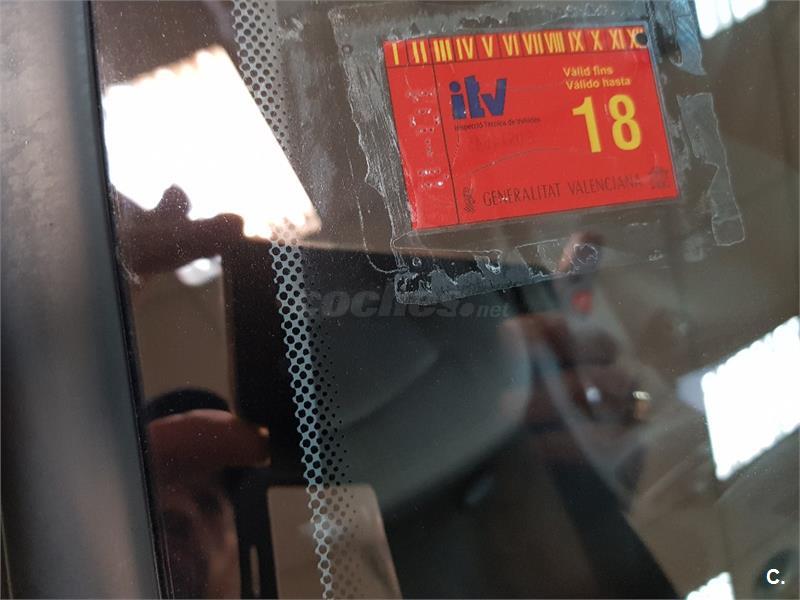 I II III IV V VI VII VIII IX X XI XII
Vàlid fins
Válido hasta
itv
18
Inspecció Tècnica de Vehicles
GENERALITAT VALENCIANA
coches.net
C.